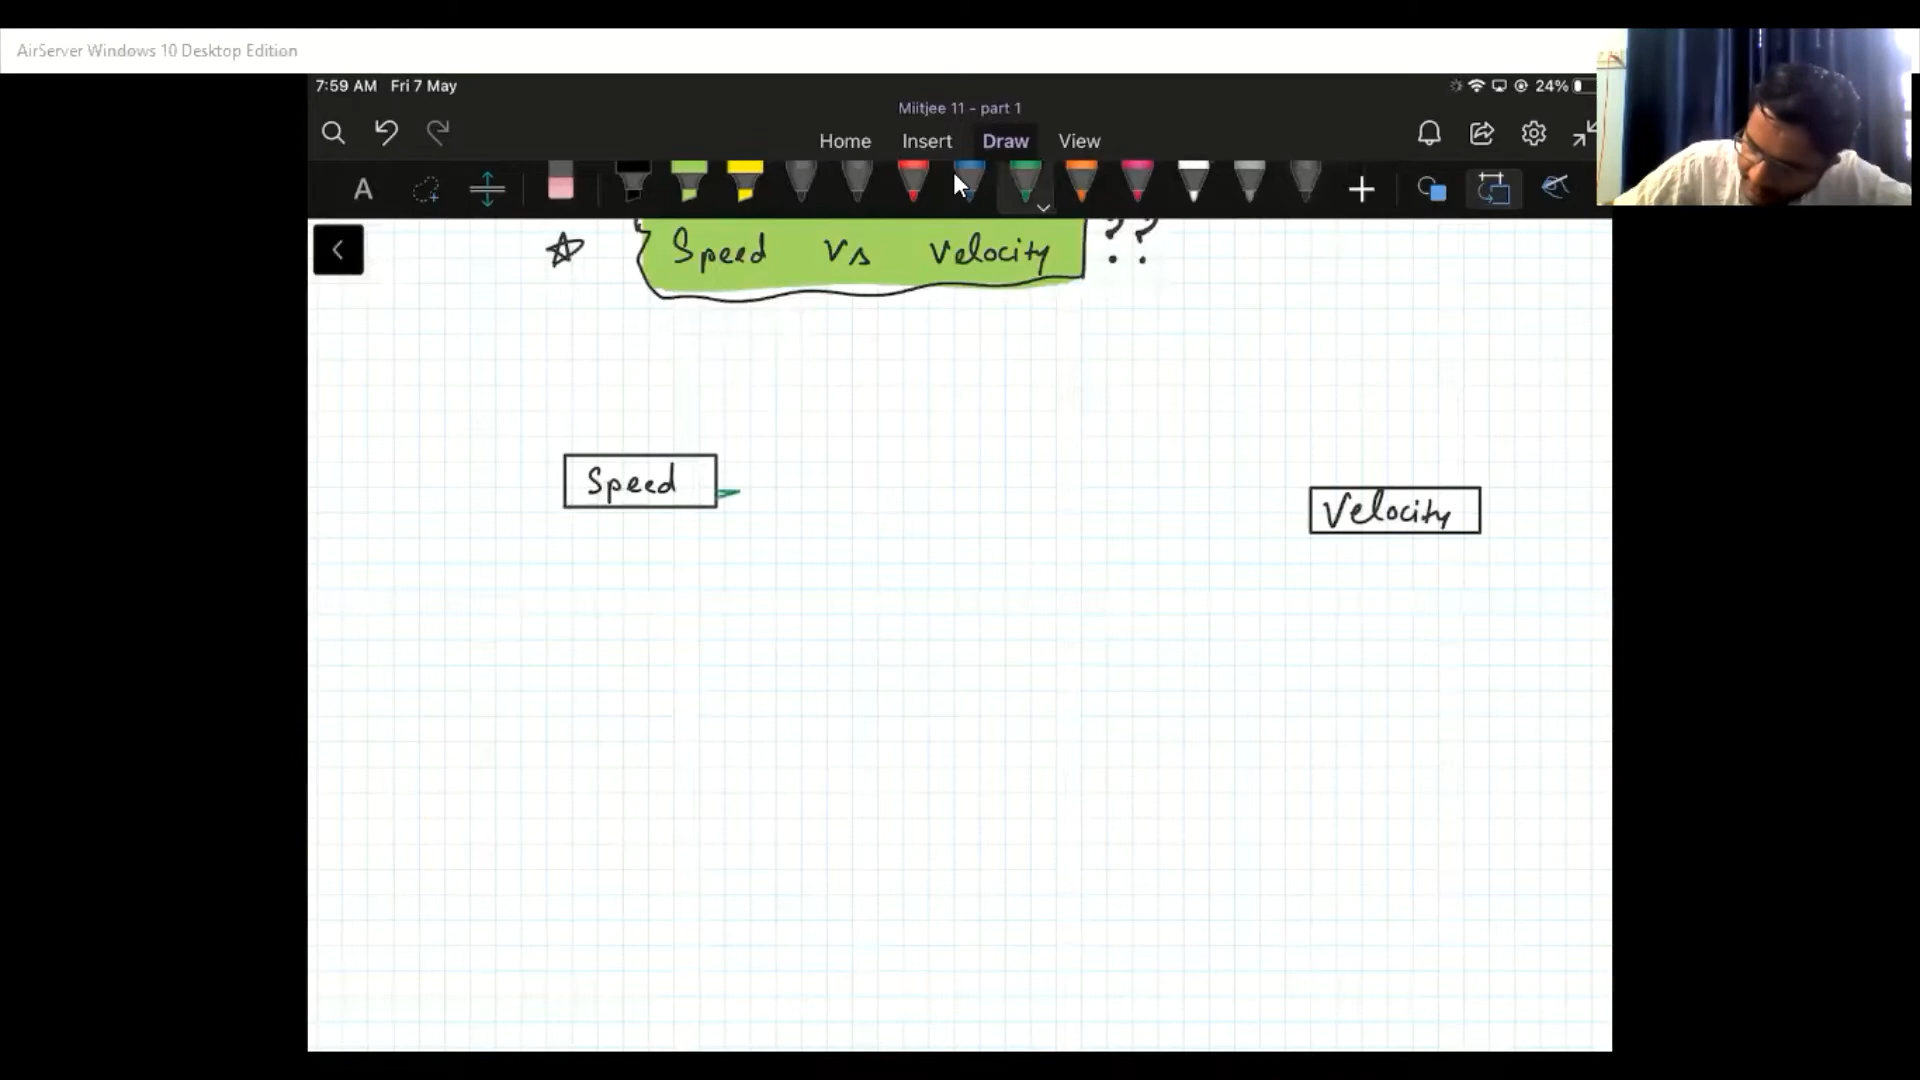 AirServer Windows 10 Desktop Edition
7:59 AM Fri 7 May
24%
Miitjee 11 - part 1
Home Insert Draw View
A
Speed Vs Velocity ??
Speed
Velocity